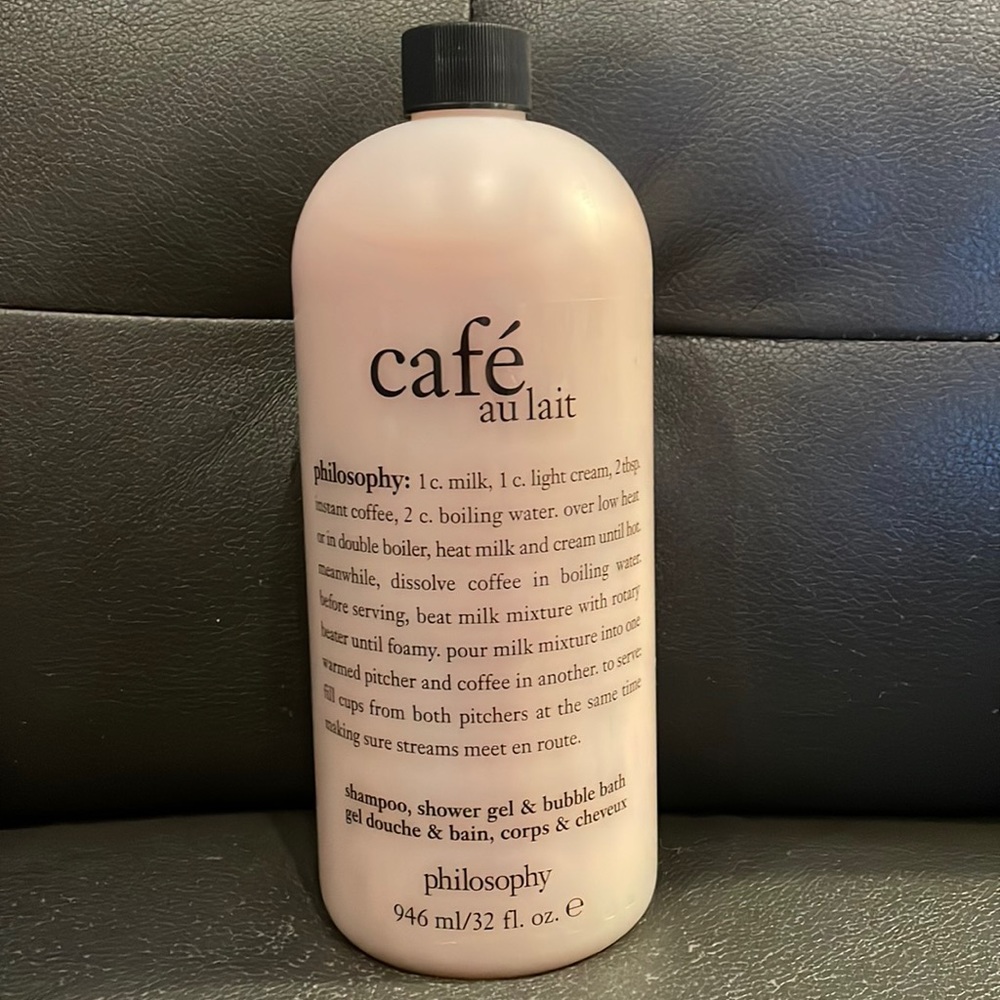 café
au lait
philosophy: 1 c. milk, 1 c. light cream, 2 tbsp.
instant coffee, 2 c. boiling water. over low heat
or in double boiler, heat milk and cream until hot.
meanwhile, dissolve coffee in boiling water.
before serving, beat milk mixture with rotary
beater until foamy. pour milk mixture into one
warmed pitcher and coffee in another. to serve:
fill cups from both pitchers at the same time
making sure streams meet en route.
shampoo, shower gel & bubble bath
gel douche & bain, corps & cheveux
philosophy
946 ml/32 fl. oz. ℮